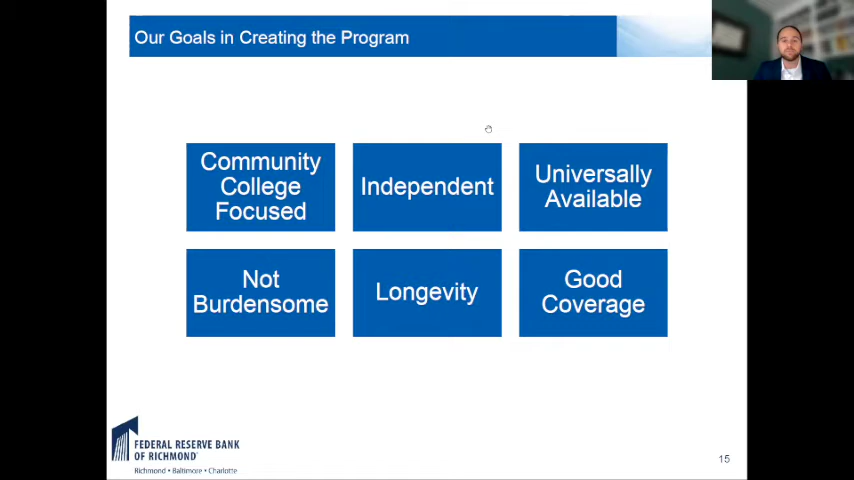 Our Goals in Creating the Program
Community
College
Focused
Independent
Universally
Available
Not
Burdensome
Longevity
Good
Coverage
FEDERAL RESERVE BANK
OF RICHMOND
Richmond • Baltimore • Charlotte
15